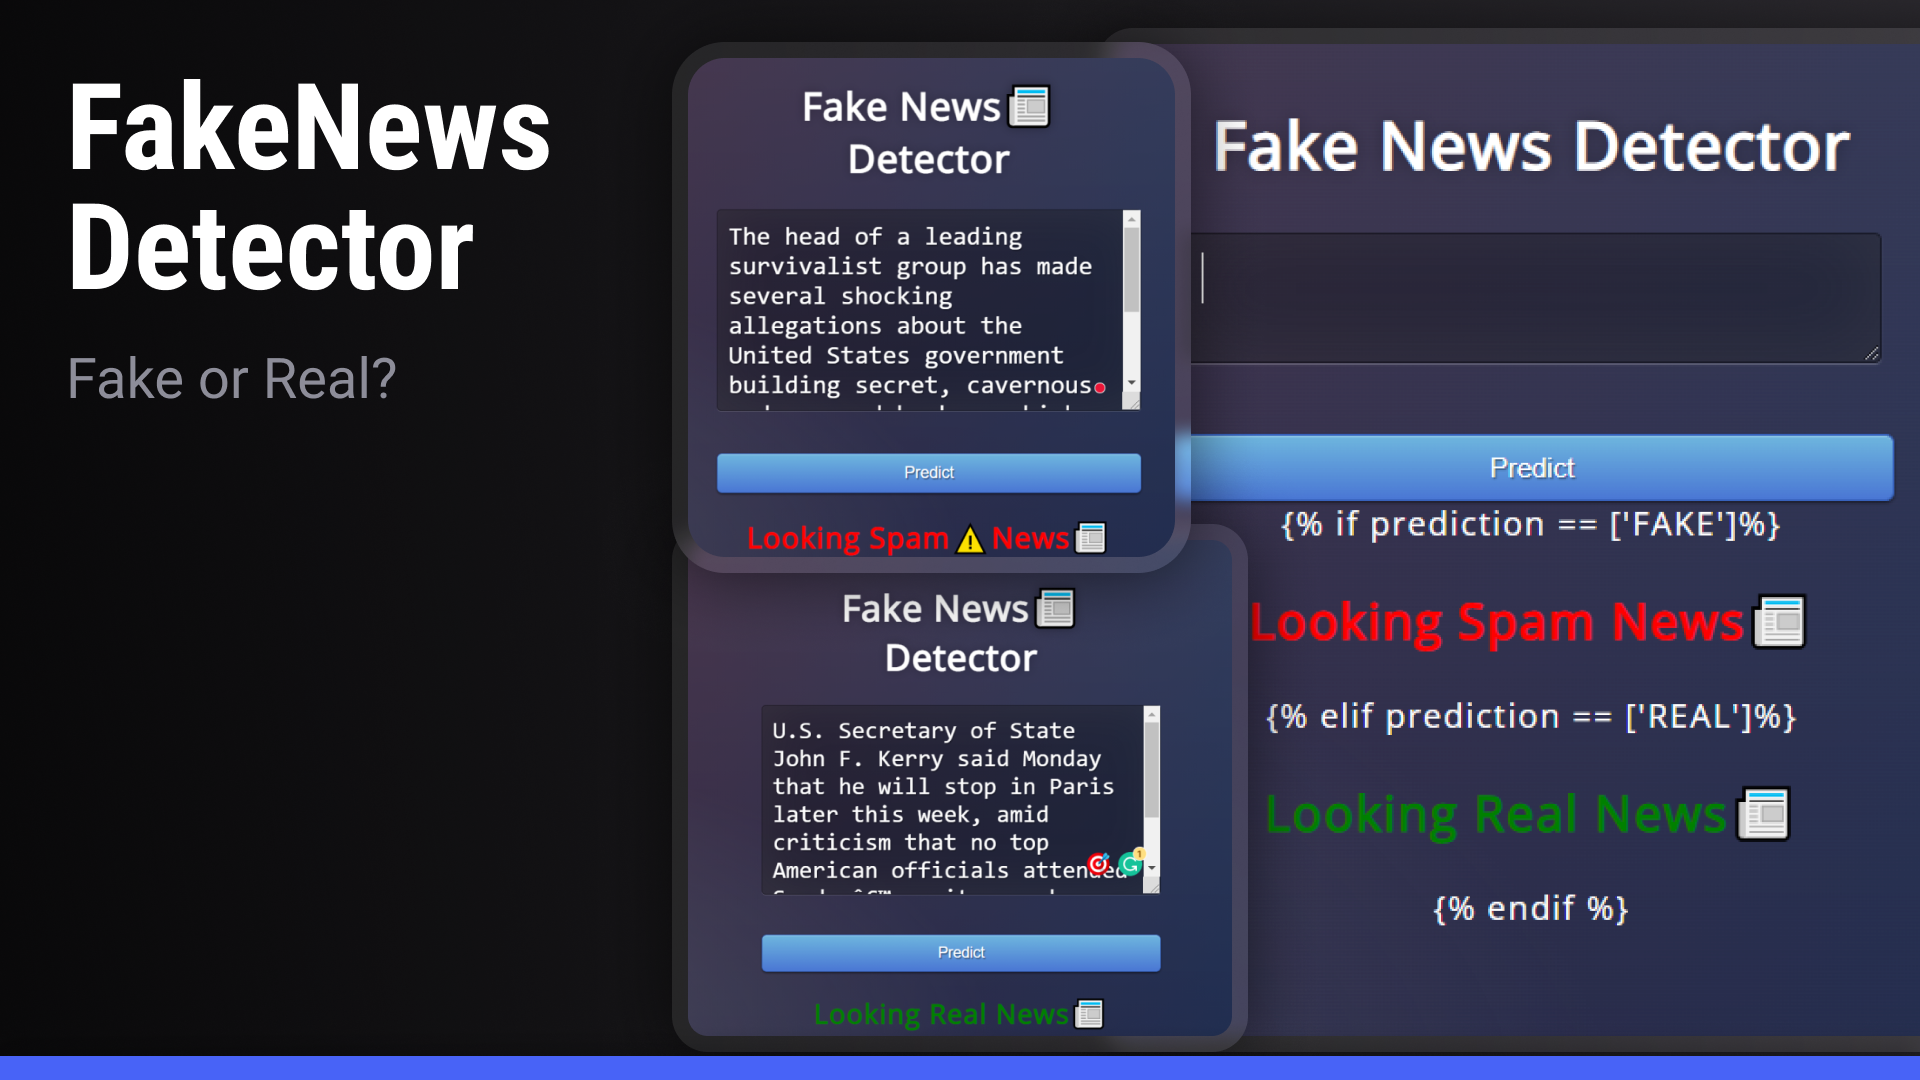 FakeNews
Detector
Fake or Real?
Fake News
Detector
The head of a leading
survivalist group has made
several shocking
allegations about the
United States government
building secret, cavernous
Predict
Looking Spam ⚠ News
Fake News
Detector
U.S. Secretary of State
John F. Kerry said Monday
that he will stop in Paris
later this week, amid
criticism that no top
American officials attended
Predict
Looking Real News
Fake News Detector
Predict
{% if prediction == ['FAKE']%}
Looking Spam News
{% elif prediction == ['REAL']%}
Looking Real News
{% endif %}